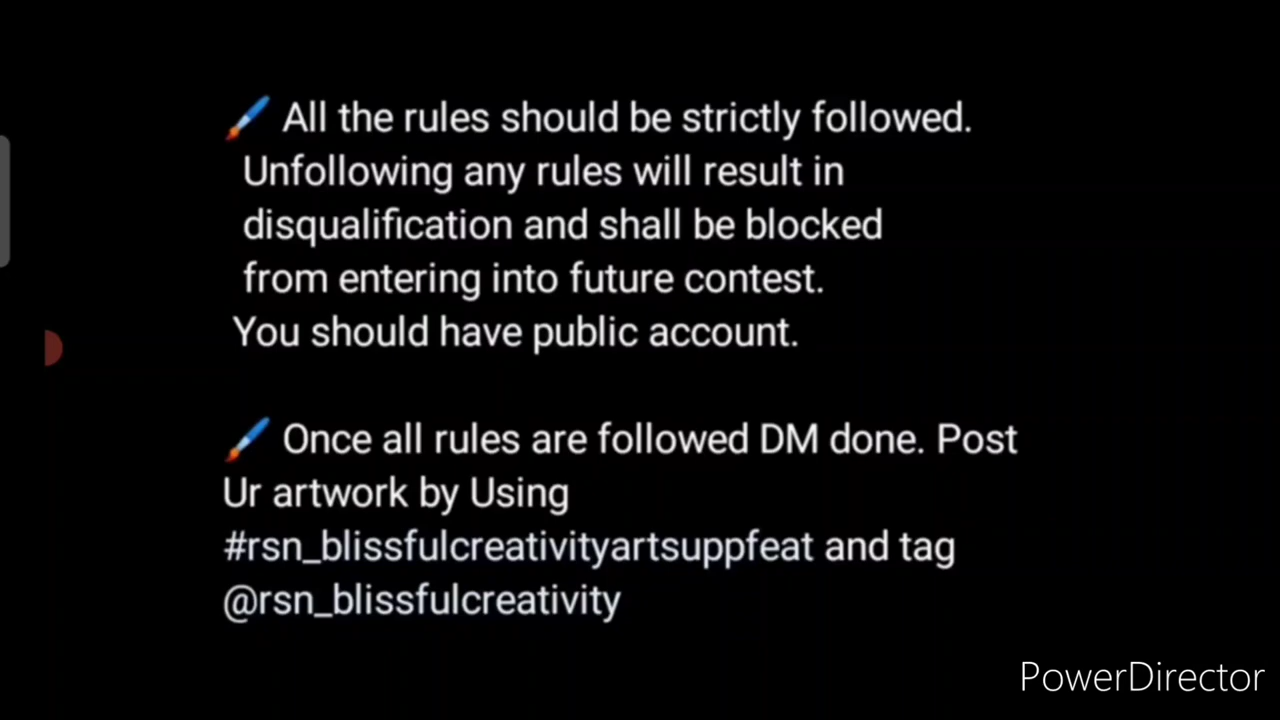 🖌️ All the rules should be strictly followed.
Unfollowing any rules will result in
disqualification and shall be blocked
from entering into future contest.
You should have public account.
🖌️ Once all rules are followed DM done. Post
Ur artwork by Using
#rsn_blissfulcreativityartsuppfeat and tag
@rsn_blissfulcreativity
PowerDirector